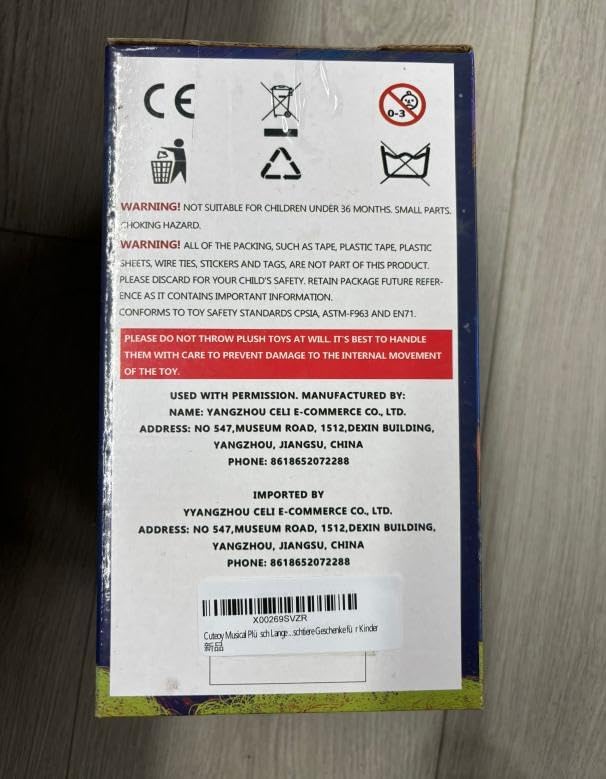 CE
0-3
WARNING! NOT SUITABLE FOR CHILDREN UNDER 36 MONTHS. SMALL PARTS.
CHOKING HAZARD.
WARNING! ALL OF THE PACKING, SUCH AS TAPE, PLASTIC TAPE, PLASTIC
SHEETS, WIRE TIES, STICKERS AND TAGS, ARE NOT PART OF THIS PRODUCT.
PLEASE DISCARD FOR YOUR CHILD'S SAFETY. RETAIN PACKAGE FUTURE REFER-
ENCE AS IT CONTAINS IMPORTANT INFORMATION.
CONFORMS TO TOY SAFETY STANDARDS CPSIA, ASTM-F963 AND EN71.
PLEASE DO NOT THROW PLUSH TOYS AT WILL. IT'S BEST TO HANDLE
THEM WITH CARE TO PREVENT DAMAGE TO THE INTERNAL MOVEMENT
OF THE TOY.
USED WITH PERMISSION. MANUFACTURED BY:
NAME: YANGZHOU CELI E-COMMERCE CO., LTD.
ADDRESS: NO 547,MUSEUM ROAD, 1512,DEXIN BUILDING,
YANGZHOU, JIANGSU, CHINA
PHONE: 8618652072288
IMPORTED BY
YYANGZHOU CELI E-COMMERCE CO., LTD.
ADDRESS: NO 547,MUSEUM ROAD, 1512,DEXIN BUILDING,
YANGZHOU, JIANGSU, CHINA
PHONE: 8618652072288
X00269SVZR
Cuteoy Musical Plü sch Lange...schtiere Geschenke fü r Kinder
新品